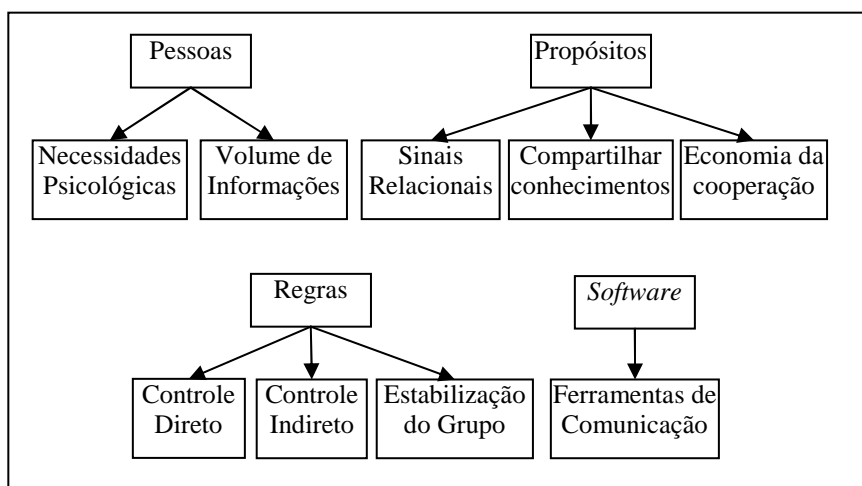 Pessoas
Propósitos
Necessidades
Psicológicas
Volume de
Informações
Sinais
Relacionais
Compartilhar
conhecimentos
Economia da
cooperação
Regras
Software
Controle
Direto
Controle
Indireto
Estabilização
do Grupo
Ferramentas de
Comunicação